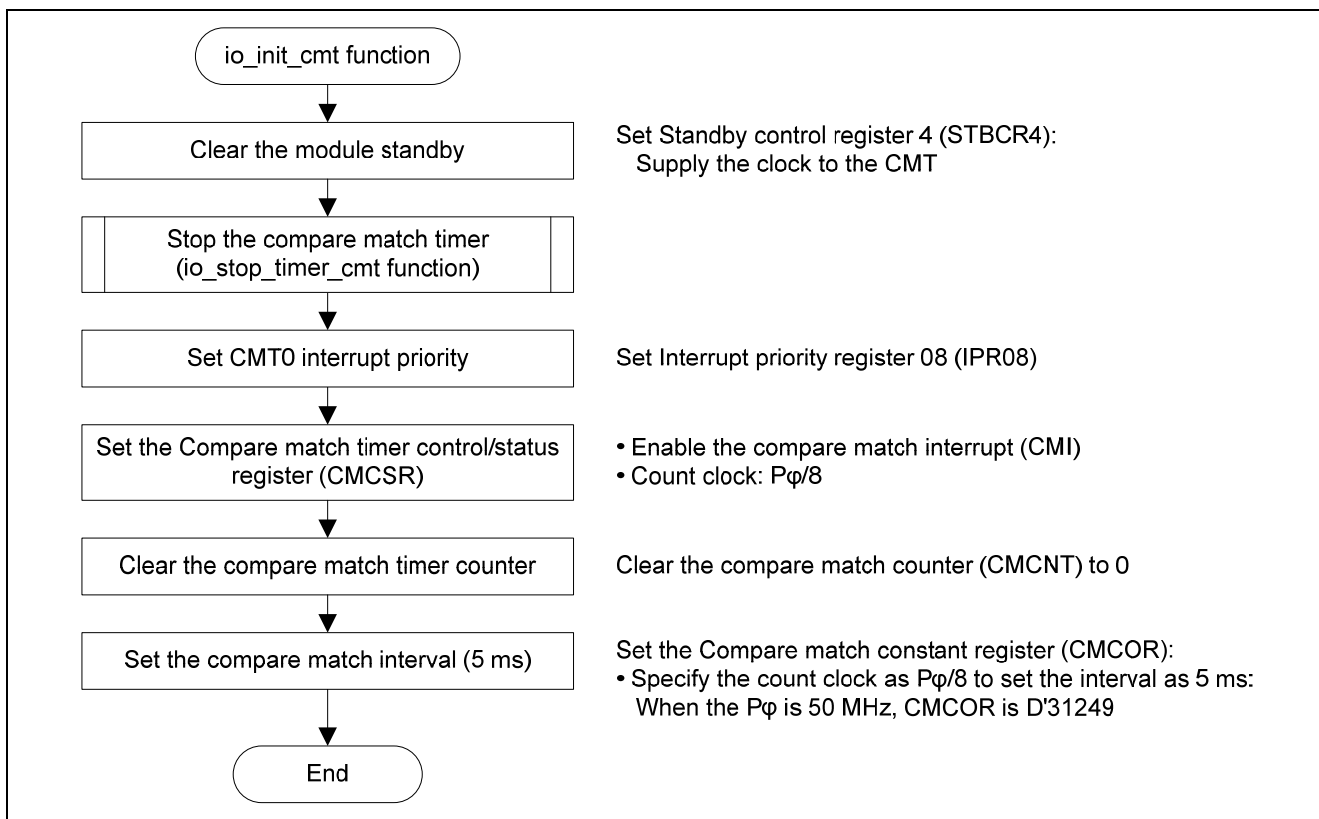 io_init_cmt function
Clear the module standby
Set Standby control register 4 (STBCR4):
Supply the clock to the CMT
Stop the compare match timer
(io_stop_timer_cmt function)
Set CMT0 interrupt priority
Set Interrupt priority register 08 (IPR08)
Set the Compare match timer control/status
register (CMCSR)
• Enable the compare match interrupt (CMI)
• Count clock: Pφ/8
Clear the compare match timer counter
Clear the compare match counter (CMCNT) to 0
Set the compare match interval (5 ms)
Set the Compare match constant register (CMCOR):
• Specify the count clock as Pφ/8 to set the interval as 5 ms:
When the Pφ is 50 MHz, CMCOR is D'31249
End